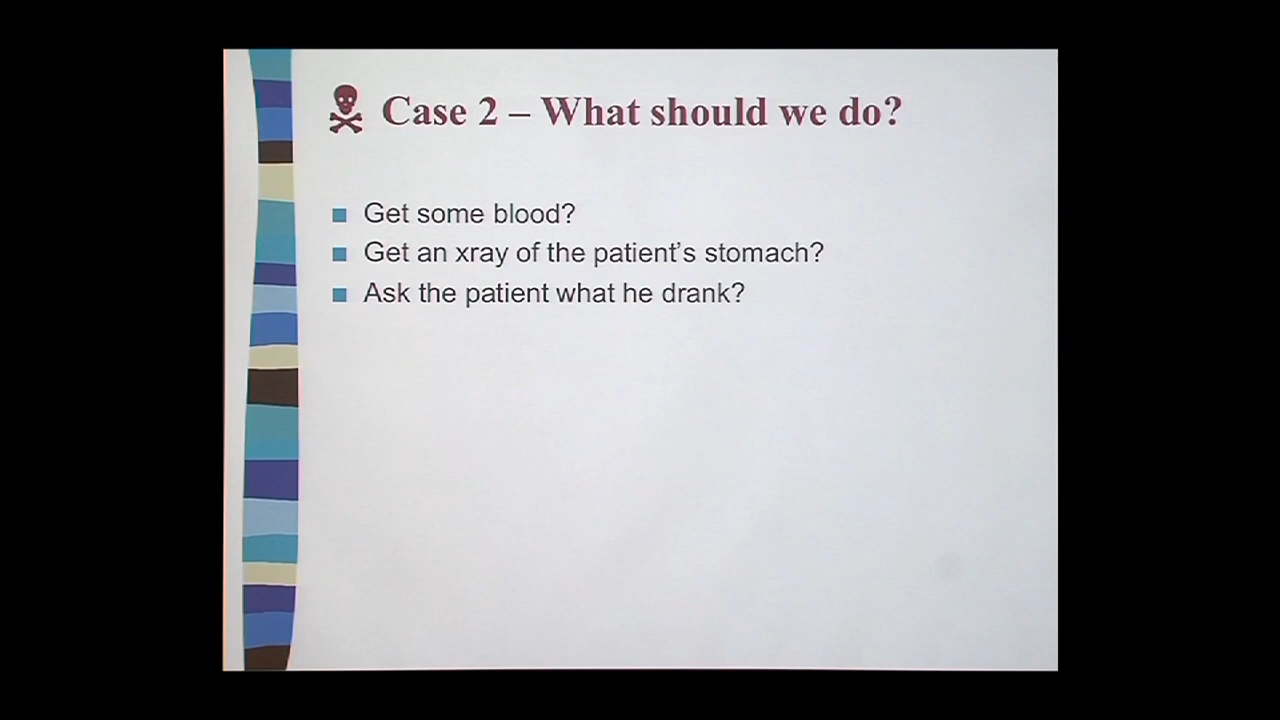 Case 2 – What should we do?
Get some blood?
Get an xray of the patient’s stomach?
Ask the patient what he drank?